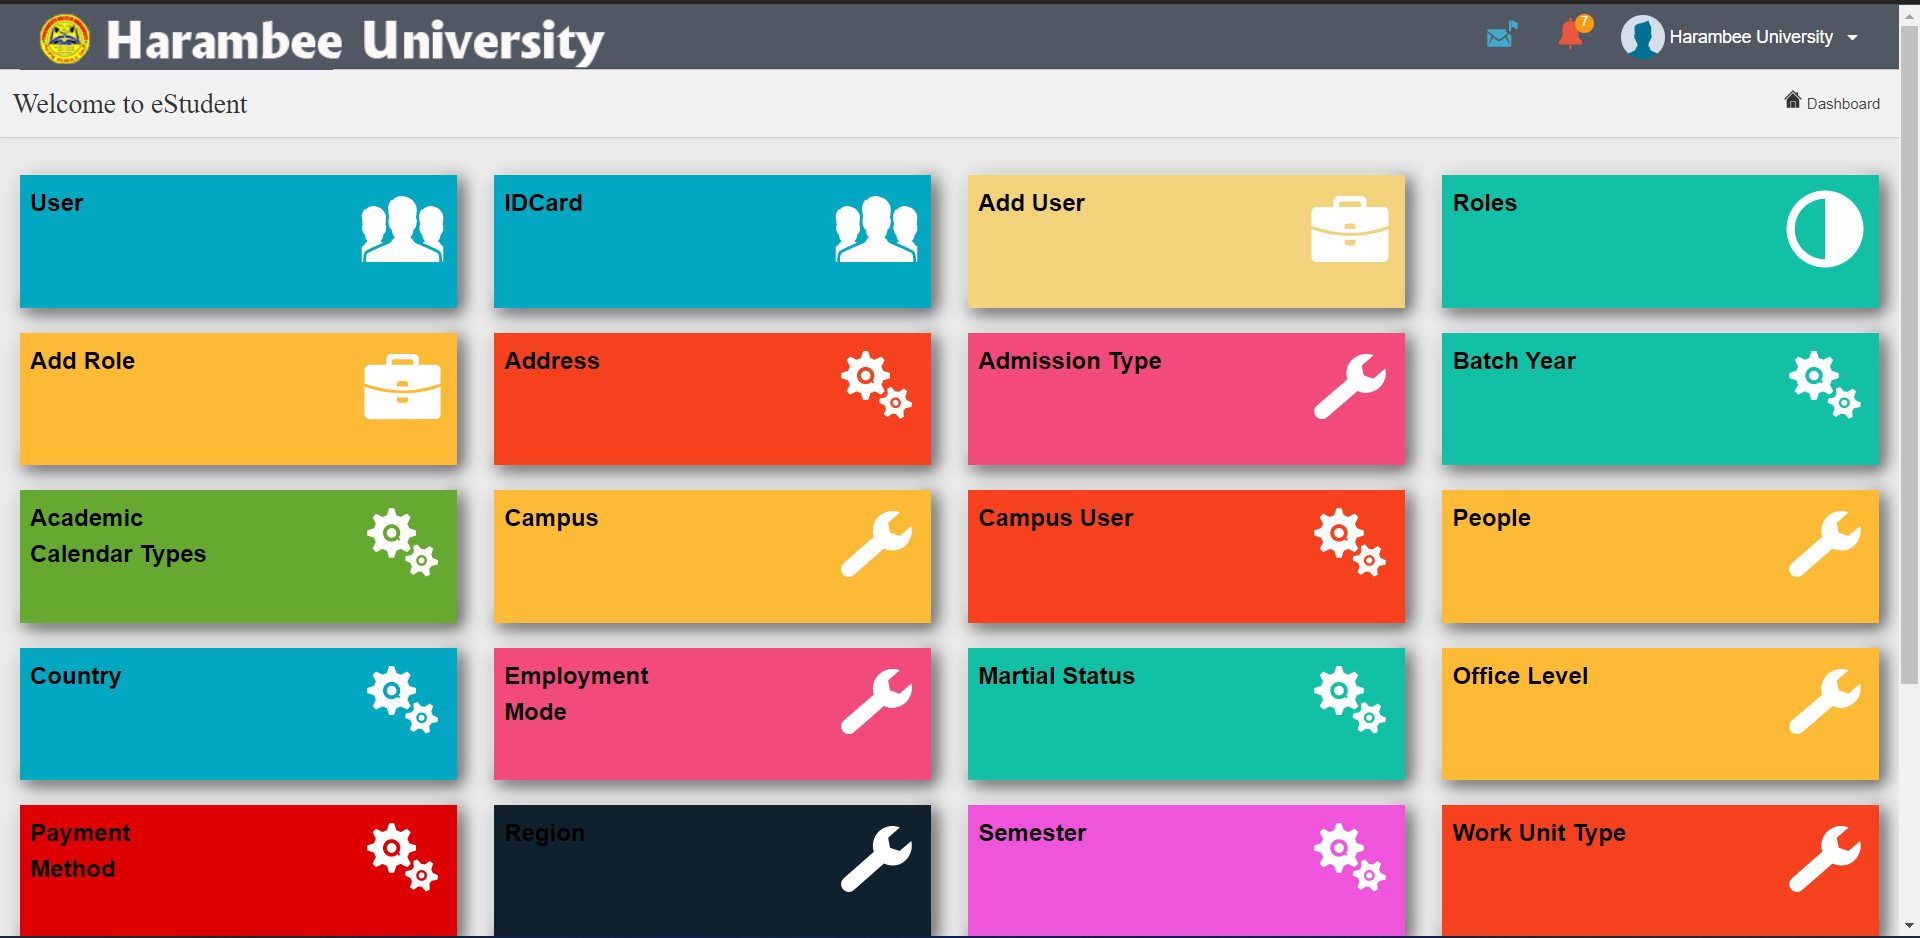 Harambee University
7
Harambee University
Welcome to eStudent
Dashboard
User
IDCard
Add User
Roles
Add Role
Address
Admission Type
Batch Year
Academic
Calendar Types
Campus
Campus User
People
Country
Employment
Mode
Martial Status
Office Level
Payment
Method
Region
Semester
Work Unit Type